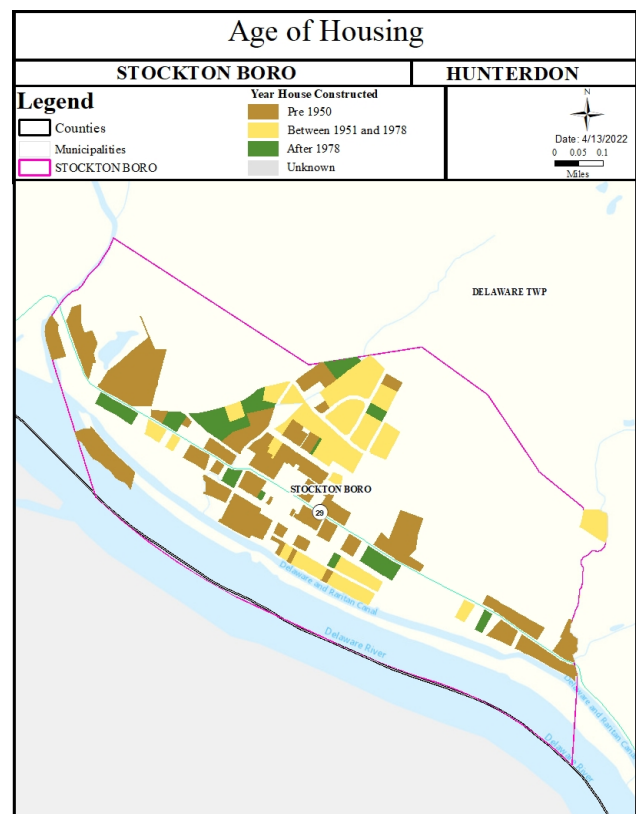 Age of Housing
STOCKTON BORO
HUNTERDON
Legend
Counties
Municipalities
STOCKTON BORO
Year House Constructed
Pre 1950
Between 1951 and 1978
After 1978
Unknown
N
Date: 4/13/2022
0 0.05 0.1
Miles
DELAWARE TWP
STOCKTON BORO
29
Delaware and Raritan Canal
Delaware River
Delaware and Raritan Canal
Delaware River